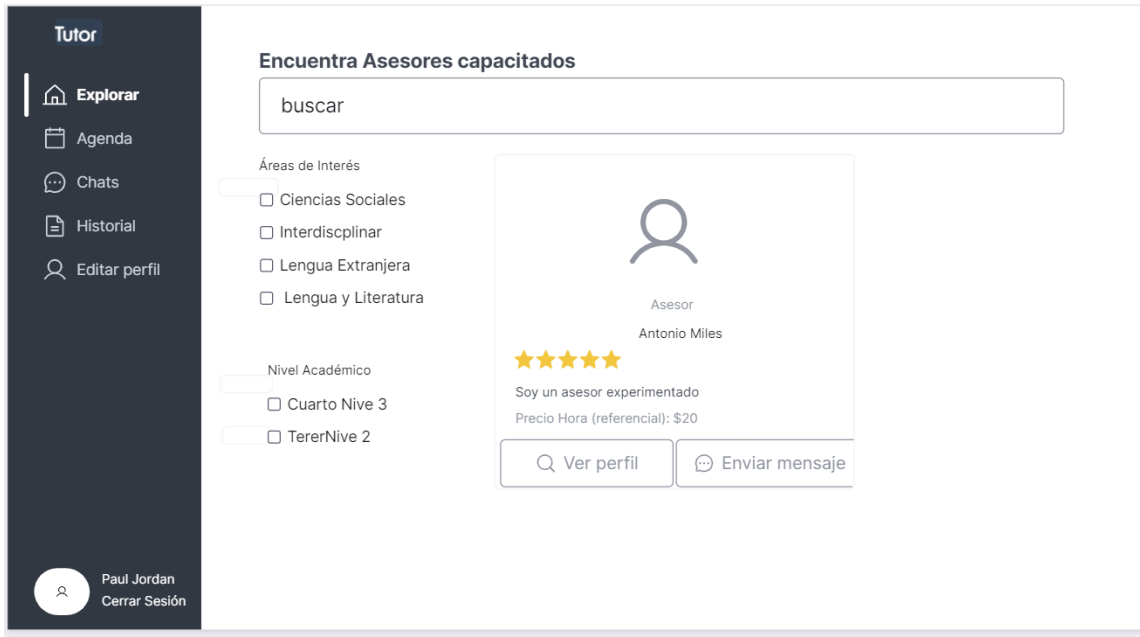 Tutor
Explorar
Agenda
Chats
Historial
Editar perfil
Paul Jordan
Cerrar Sesión
Encuentra Asesores capacitados
buscar
Áreas de Interés
Ciencias Sociales
Interdiscplinar
Lengua Extranjera
Lengua y Literatura
Nivel Académico
Cuarto Nive 3
TererNive 2
Asesor
Antonio Miles
Soy un asesor experimentado
Precio Hora (referencial): $20
Ver perfil
Enviar mensaje